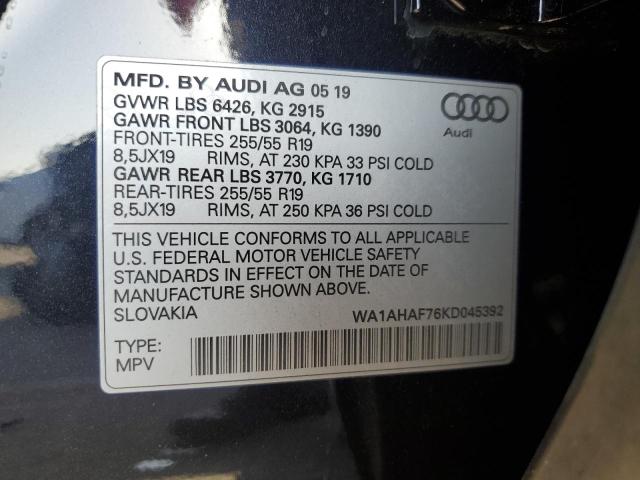 MFD. BY AUDI AG 05 19
GVWR LBS 6426, KG 2915
GAWR FRONT LBS 3064, KG 1390
FRONT-TIRES 255/55 R19
8,5JX19 RIMS, AT 230 KPA 33 PSI COLD
GAWR REAR LBS 3770, KG 1710
REAR-TIRES 255/55 R19
8,5JX19 RIMS, AT 250 KPA 36 PSI COLD
Audi
THIS VEHICLE CONFORMS TO ALL APPLICABLE
U.S. FEDERAL MOTOR VEHICLE SAFETY
STANDARDS IN EFFECT ON THE DATE OF
MANUFACTURE SHOWN ABOVE.
SLOVAKIA WA1AHAF76KD045392
TYPE:
MPV